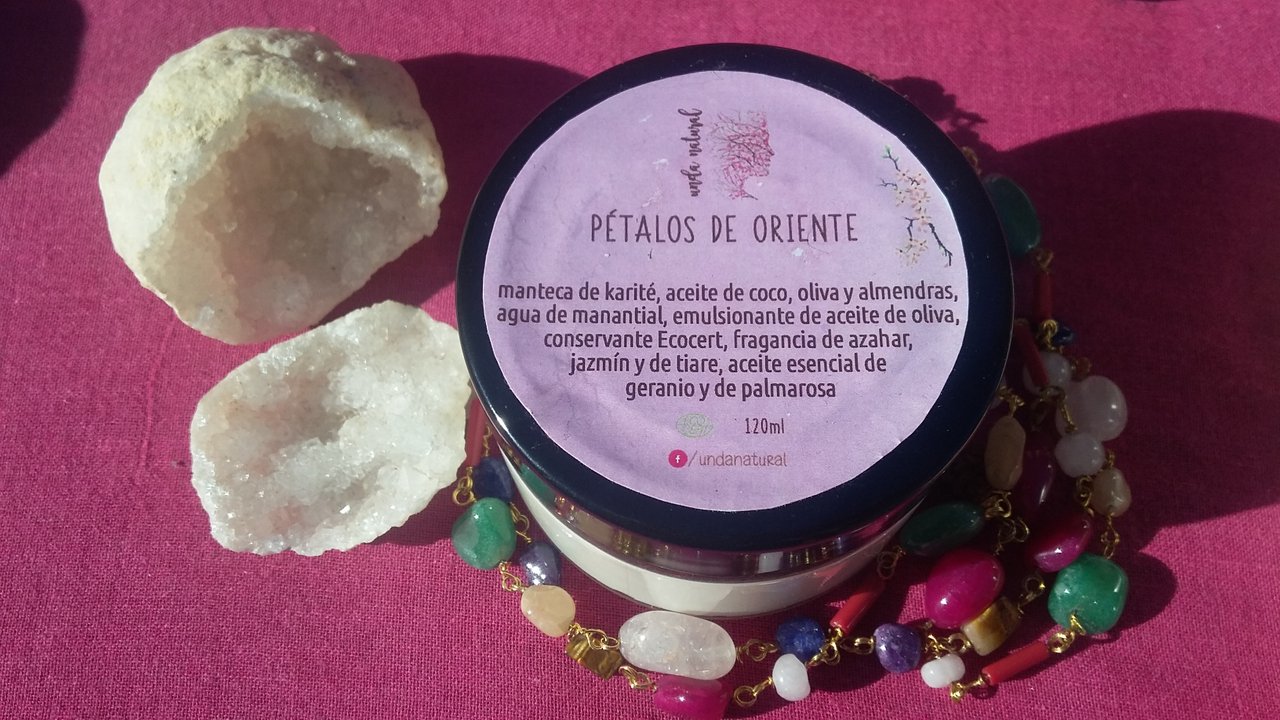 unda natural
PÉTALOS DE ORIENTE
manteca de karité, aceite de coco, oliva y almendras,
agua de manantial, emulsionante de aceite de oliva,
conservante Ecocert, fragancia de azahar,
jazmín y de tiare, aceite esencial de
geranio y de palmarosa
120ml
f/undanatural